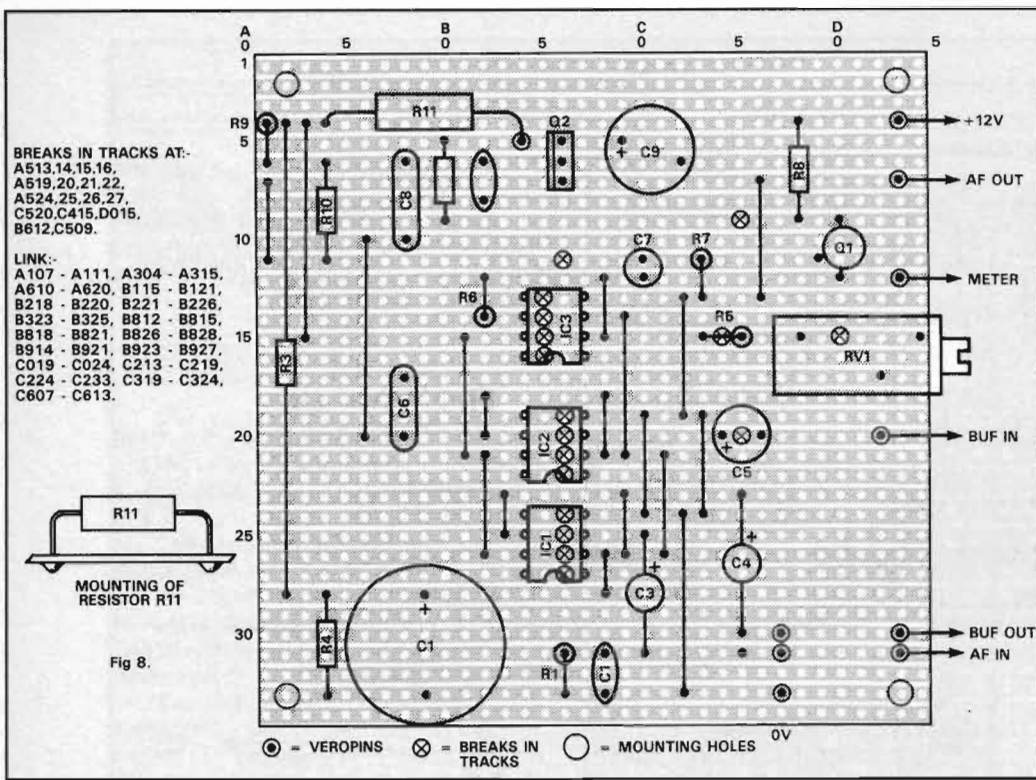 A B C D
0 5 0 5 0 5 0 5
1
5
10
15
20
25
30
BREAKS IN TRACKS AT:-
A513,14,15,16,
A519,20,21,22,
A524,25,26,27,
C520,C415,D015,
B612,C509.
LINK:-
A107 - A111, A304 - A315,
A610 - A620, B115 - B121,
B218 - B220, B221 - B226,
B323 - B325, B812 - B815,
B818 - B821, B826 - B828,
B914 - B921, B923 - B927,
C019 - C024, C213 - C219,
C224 - C233, C319 - C324,
C607 - C613.
R11
MOUNTING OF
RESISTOR R11
Fig 8.
R9
R11
Q2
+
C9
R8
+12V
AF OUT
R10
C8
C7
R7
Q1
METER
R6
IC3
R6
RV1
R3
C6
IC2
+
C5
BUF IN
IC1
+
C3
+
C4
+
C1
R4
R1
C1
BUF OUT
AF IN
0V
= VEROPINS
= BREAKS IN
TRACKS
= MOUNTING HOLES